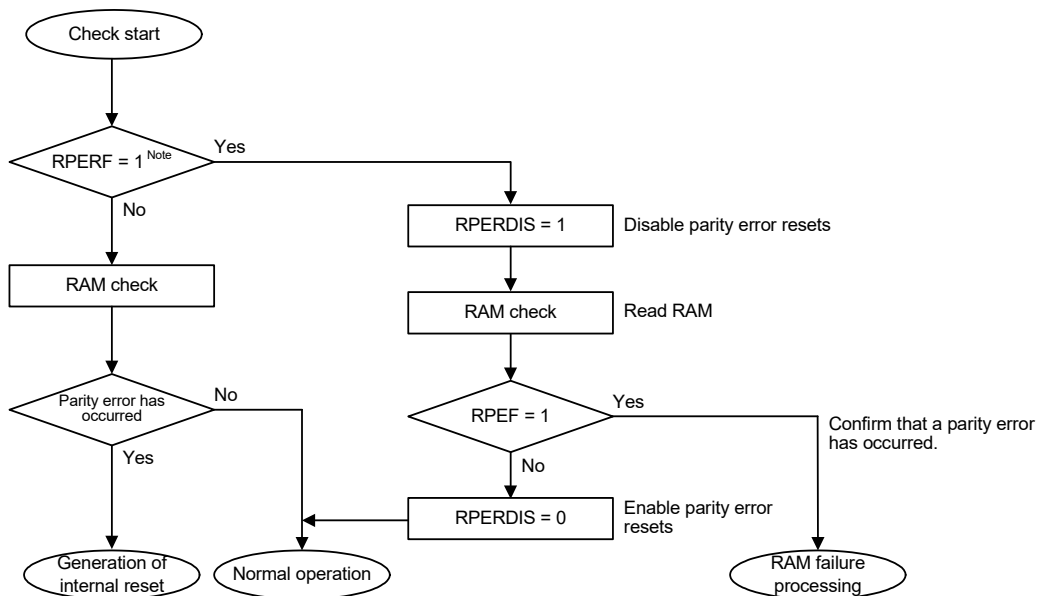 Check start
RPERF = 1 Note
Yes
No
RPERDIS = 1
Disable parity error resets
RAM check
RAM check
Read RAM
Parity error has
occurred
No
Yes
RPEF = 1
Yes
No
Confirm that a parity error
has occurred.
RPERDIS = 0
Enable parity error
resets
Generation of
internal reset
Normal operation
RAM failure
processing